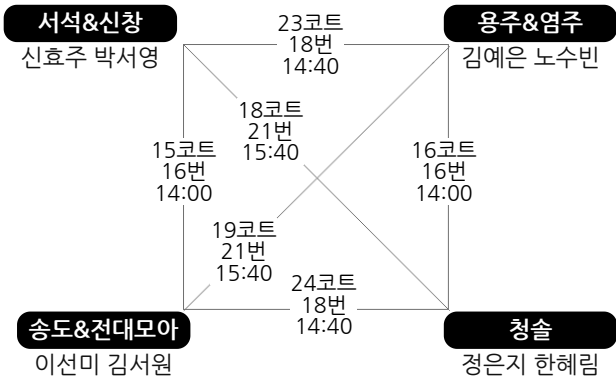 서석&신창
신효주 박서영
용주&염주
김예은 노수빈
23코트
18번
14:40
18코트
21번
15:40
15코트
16번
14:00
16코트
16번
14:00
19코트
21번
15:40
24코트
18번
14:40
송도&전대모아
이선미 김서원
청솔
정은지 한혜림